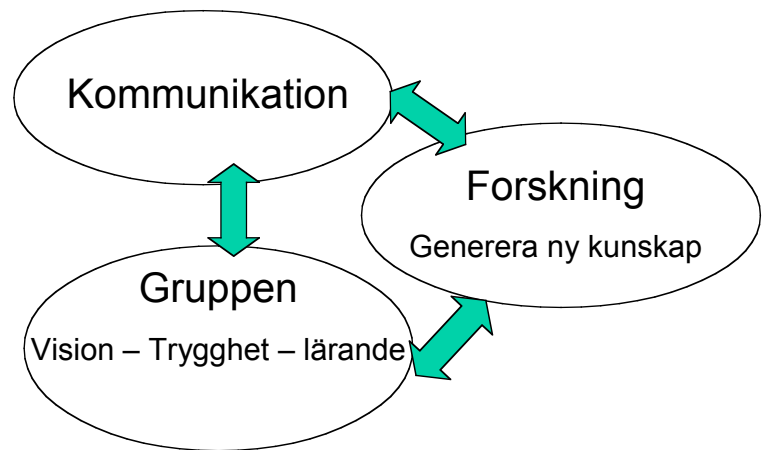 Kommunikation
Forskning
Generera ny kunskap
Gruppen
Vision – Trygghet – lärande